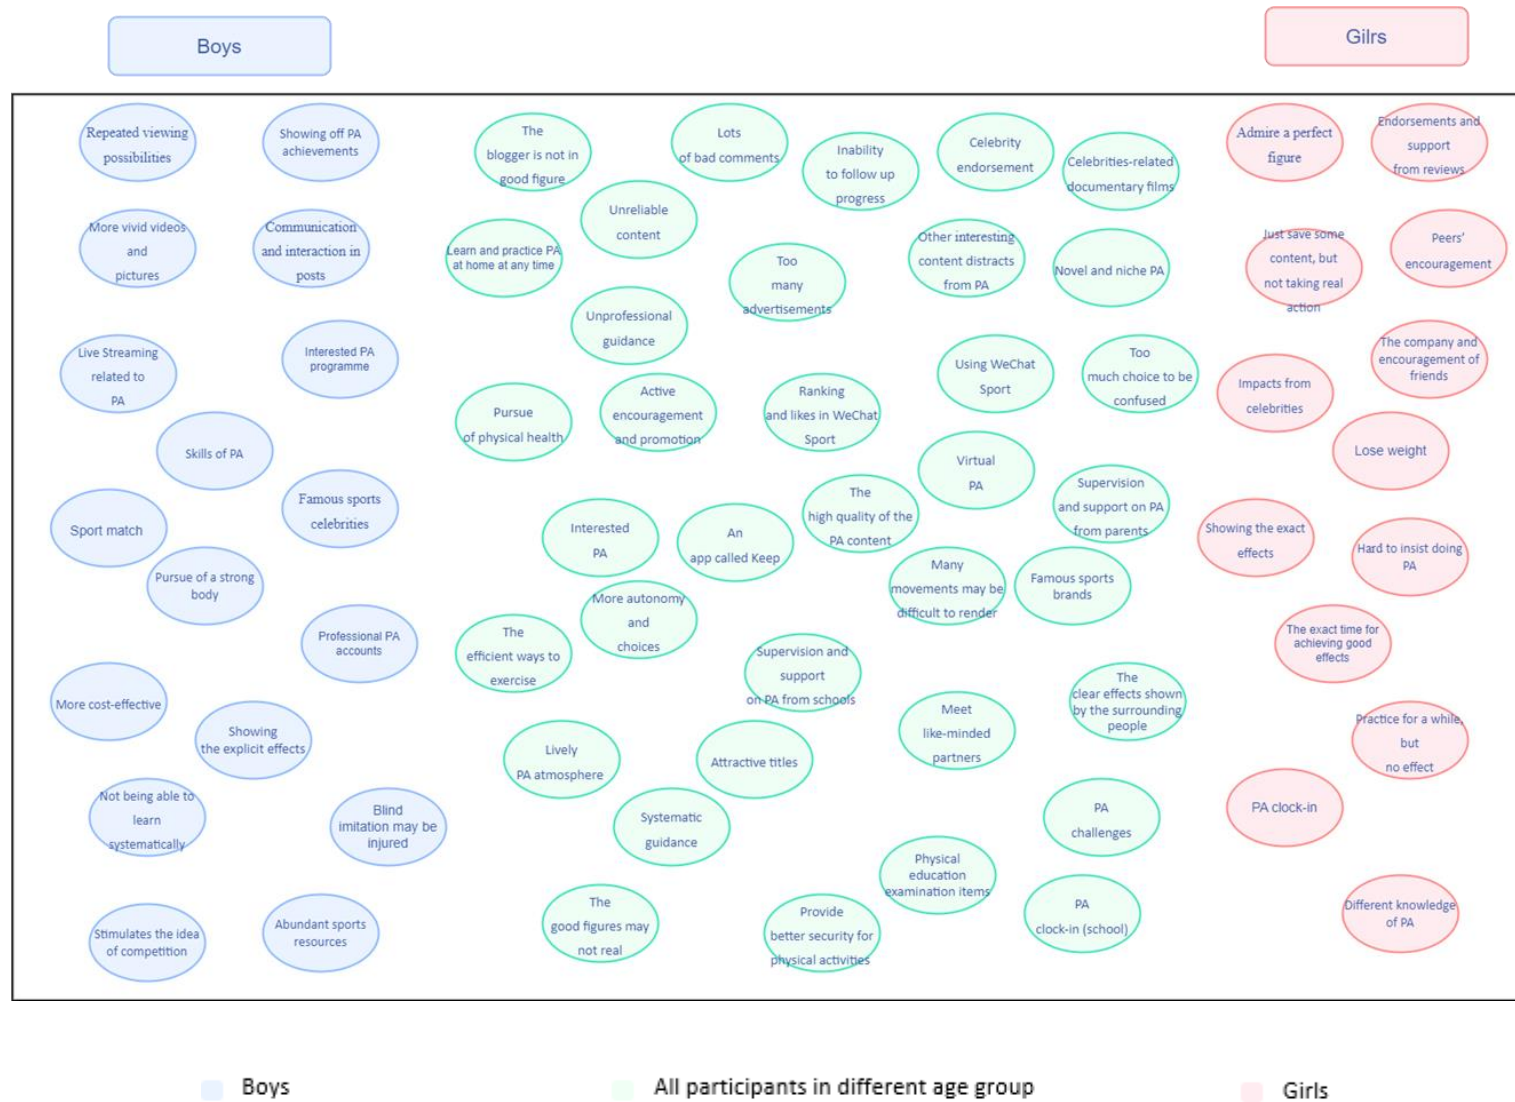 Boys
Gilrs
Repeated viewing
possibilities
Showing off PA
achievements
More vivid videos
and
pictures
Communication
and interaction in
posts
Live Streaming
related to
PA
Interested PA
programme
Skills of PA
Famous sports
celebrities
Sport match
Pursue of a strong
body
Professional PA
accounts
More cost-effective
Showing
the explicit effects
Not being able to
learn
systematically
Blind
imitation may be
injured
Stimulates the idea
of competition
Abundant sports
resources
The
blogger is not in
good figure
Lots
of bad comments
Inability
to follow up
progress
Celebrity
endorsement
Celebrities-related
documentary films
Unreliable
content
Learn and practice PA
at home at any time
Too
many
advertisements
Other interesting
content distracts
from PA
Novel and niche PA
Unprofessional
guidance
Using WeChat
Sport
Too
much choice to be
confused
Pursue
of physical health
Active
encouragement
and promotion
Ranking
and likes in WeChat
Sport
Virtual
PA
The
high quality of the
PA content
Supervision
and support on PA
from parents
Interested
PA
An
app called Keep
Many
movements may be
difficult to render
Famous sports
brands
More autonomy
and
choices
The
efficient ways to
exercise
Supervision and
support
on PA from schools
The
clear effects shown
by the surrounding
people
Meet
like-minded
partners
Lively
PA atmosphere
Attractive titles
Systematic
guidance
PA
challenges
Physical
education
examination items
The
good figures may
not real
Provide
better security for
physical activities
PA
clock-in (school)
Admire a perfect
figure
Endorsements and
support
from reviews
Just save some
content, but
not taking real
action
Peers'
encouragement
The company and
encouragement of
friends
Impacts from
celebrities
Lose weight
Showing the exact
effects
Hard to insist doing
PA
The exact time for
achieving good
effects
Practice for a while,
but
no effect
PA clock-in
Different knowledge
of PA
Boys
All participants in different age group
Girls